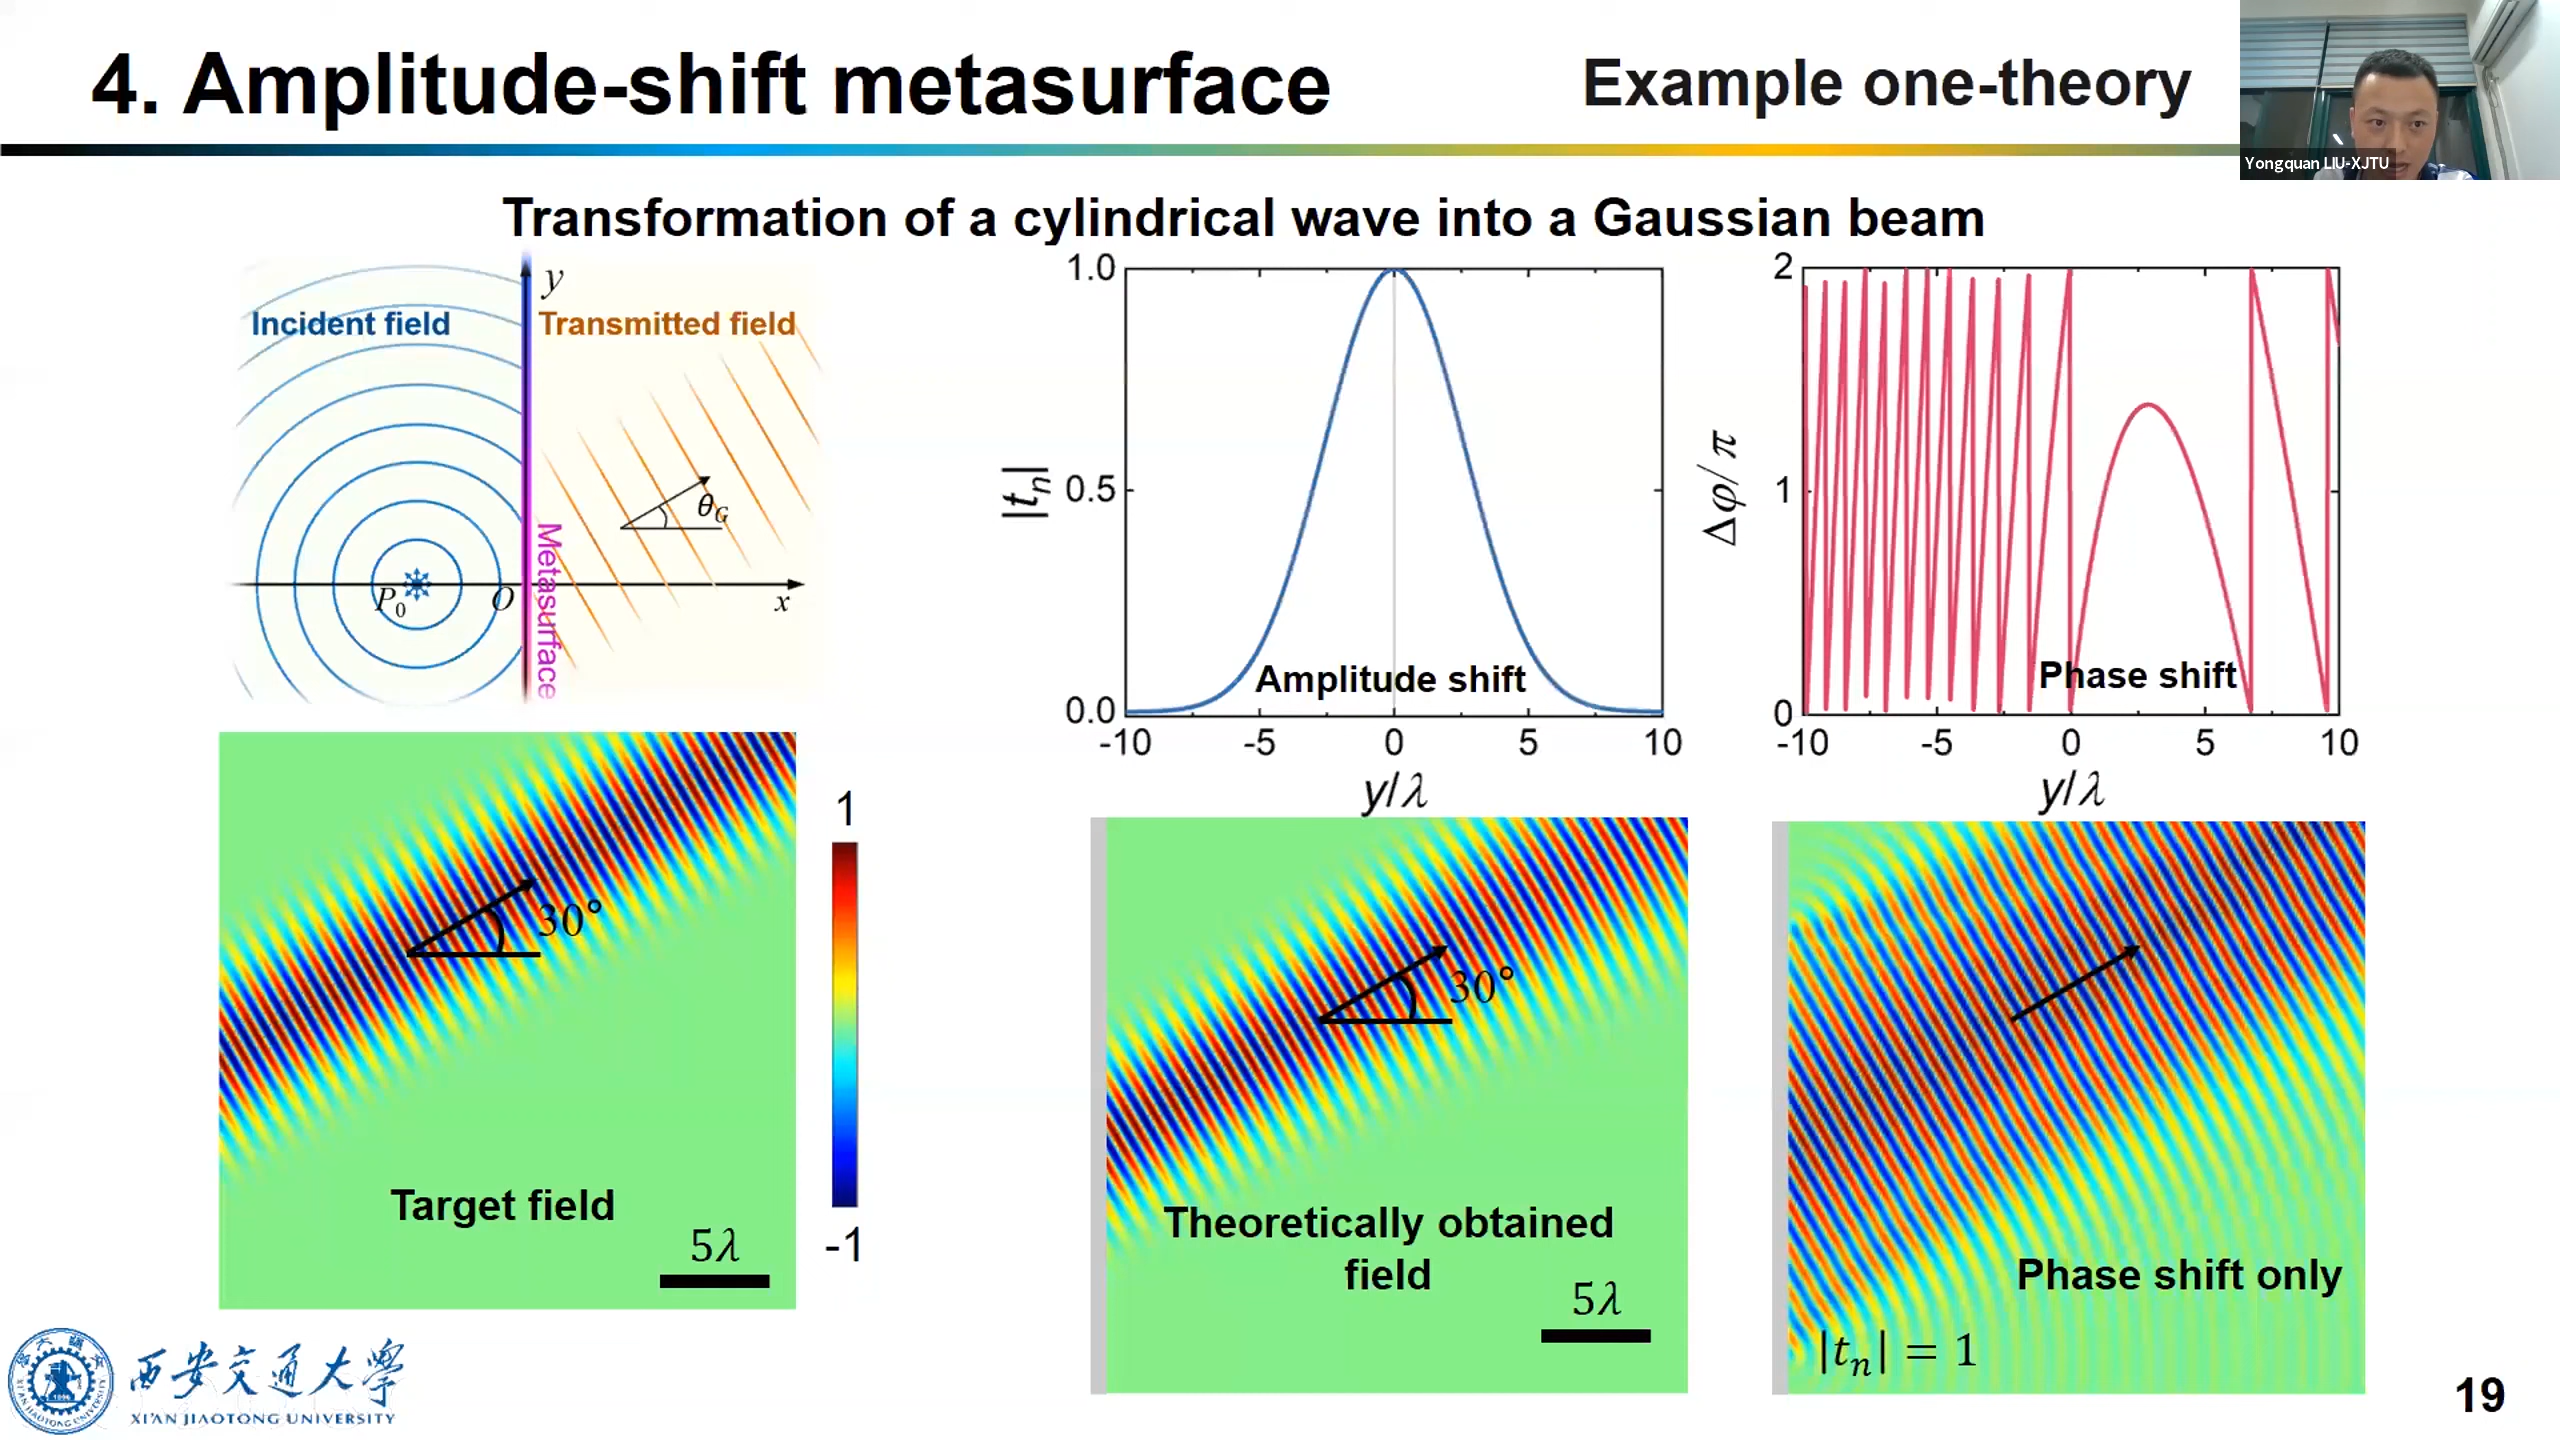 4. Amplitude-shift metasurface
Example one-theory
Yongquan LIU-XJTU
Transformation of a cylindrical wave into a Gaussian beam
y
Incident field
Transmitted field
θG
P0
O
x
Metasurface
1.0
0.5
0.0
|tn|
Amplitude shift
-10
-5
0
5
10
y/λ
2
1
0
Δφ/π
Phase shift
-10
-5
0
5
10
y/λ
30°
Target field
5λ
1
-1
30°
Theoretically obtained
field
5λ
Phase shift only
|tn| = 1
西安交通大学
XI'AN JIAOTONG UNIVERSITY
19